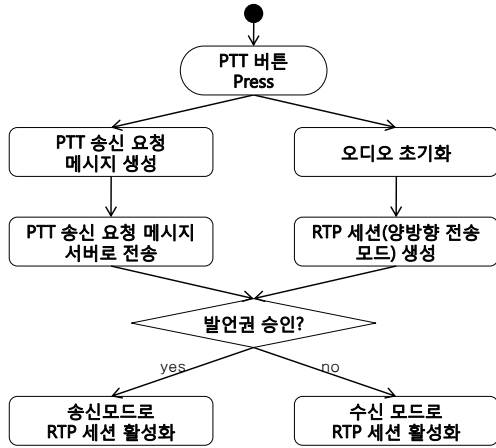 PTT 버튼
Press
PTT 송신 요청
메시지 생성
오디오 초기화
PTT 송신 요청 메시지
서버로 전송
RTP 세션(양방향 전송
모드) 생성
발언권 승인?
yes
no
송신모드로
RTP 세션 활성화
수신 모드로
RTP 세션 활성화